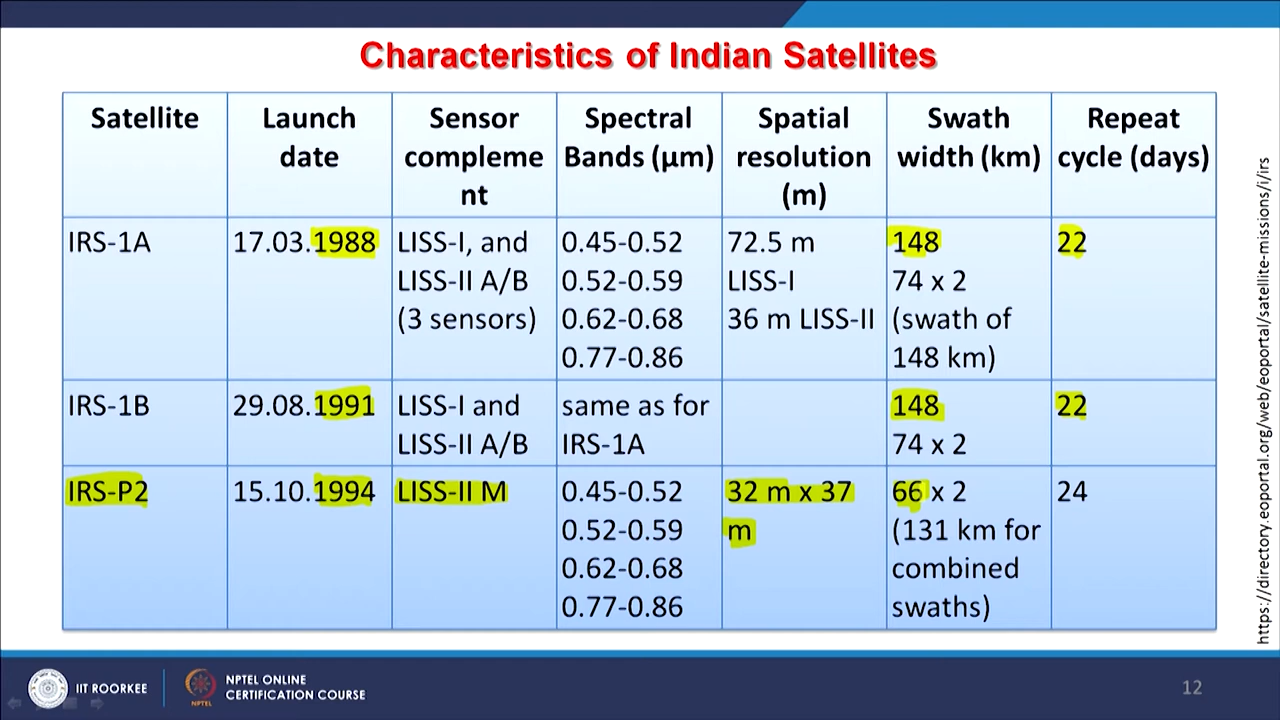 Characteristics of Indian Satellites
Satellite
Launch
date
Sensor
compleme
nt
Spectral
Bands (µm)
Spatial
resolution
(m)
Swath
width (km)
Repeat
cycle (days)
IRS-1A
17.03.1988
LISS-I, and
LISS-II A/B
(3 sensors)
0.45-0.52
0.52-0.59
0.62-0.68
0.77-0.86
72.5 m
LISS-I
36 m LISS-II
148
74 x 2
(swath of
148 km)
22
IRS-1B
29.08.1991
LISS-I and
LISS-II A/B
same as for
IRS-1A
148
74 x 2
22
IRS-P2
15.10.1994
LISS-II M
0.45-0.52
0.52-0.59
0.62-0.68
0.77-0.86
32 m x 37
m
66 x 2
(131 km for
combined
swaths)
24
https://directory.eoportal.org/web/eoportal/satellite-missions/i/irs
IIT ROORKEE
NPTEL
NPTEL ONLINE
CERTIFICATION COURSE
12